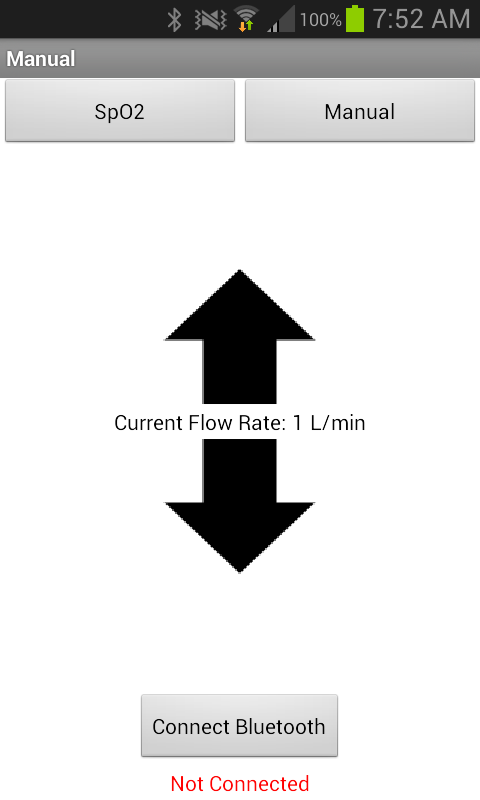 100% 7:52 AM
Manual
SpO2 Manual
Current Flow Rate: 1 L/min
Connect Bluetooth
Not Connected